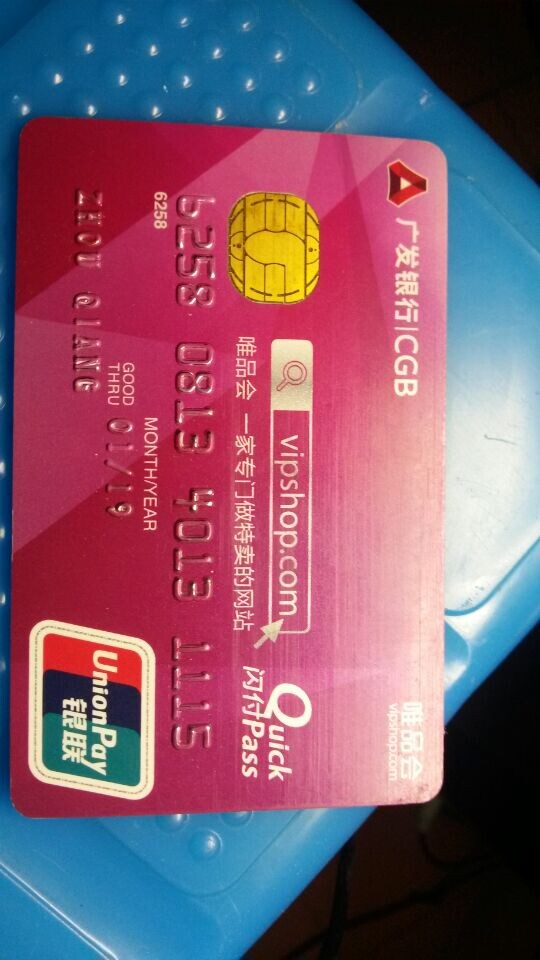 广发银行|CGB
唯品会
vipshop.com
vipshop.com
唯品会 一家专门做特卖的网站
Quick
闪付Pass
6258 0813 4013 1115
6258
MONTH/YEAR
GOOD
THRU 01/19
ZHOU QIANG
UnionPay
银联